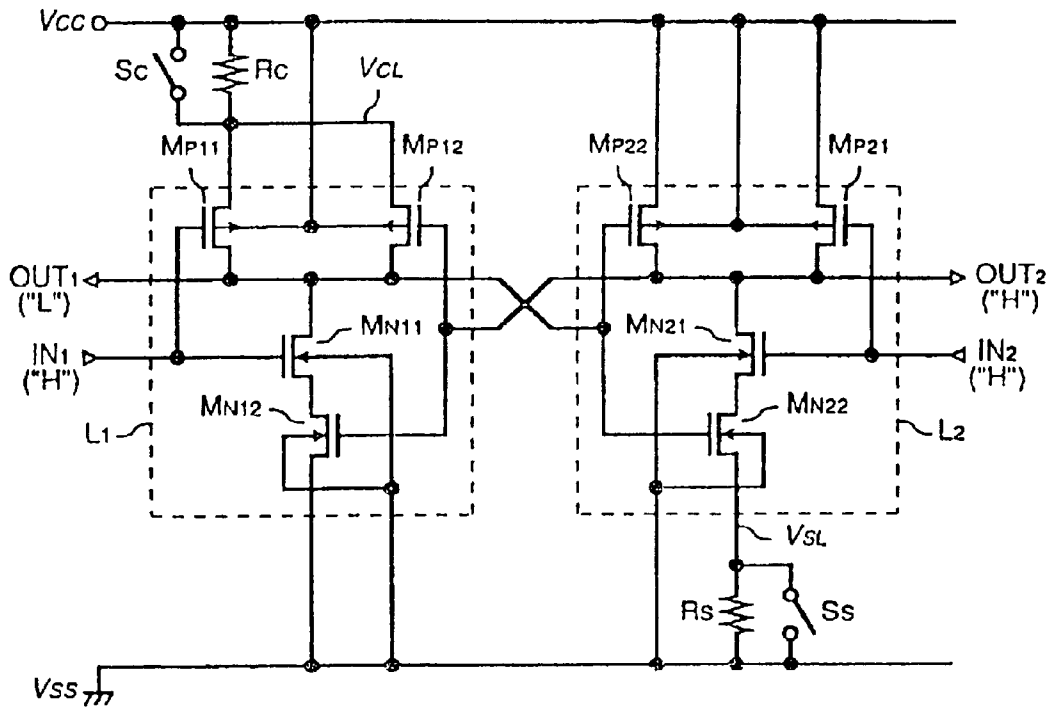 VCC
SC RC VCL
MP11 MP12 MP22 MP21
OUT1 OUT2
("L") ("H")
MN11 MN21
IN1 IN2
("H") ("H")
MN12 MN22
L1 L2
VSL
RS SS
VSS